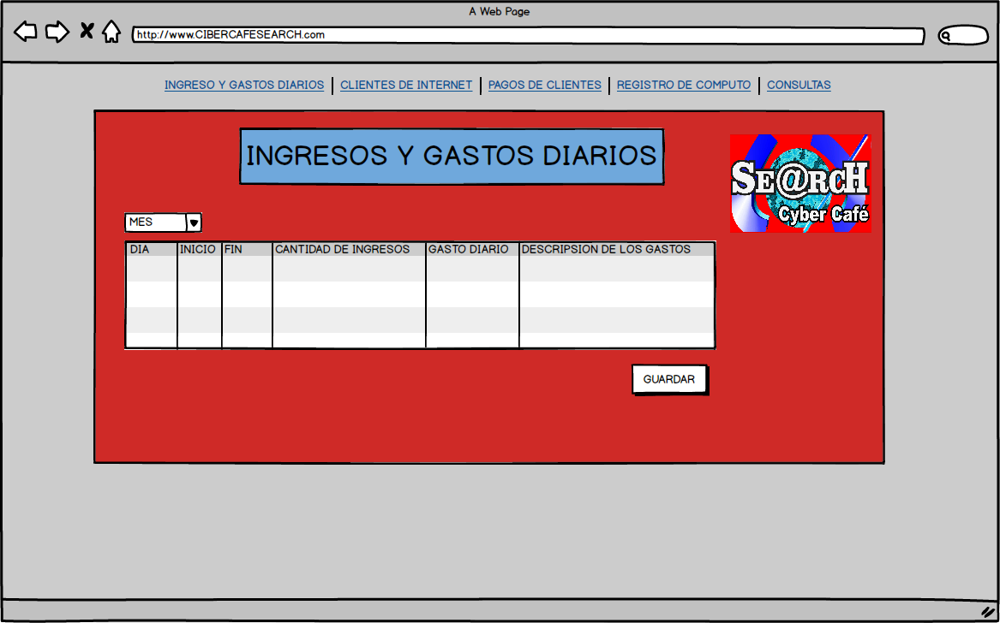 A Web Page
http://www.CIBERCAFESEARCH.com
INGRESO Y GASTOS DIARIOS CLIENTES DE INTERNET PAGOS DE CLIENTES REGISTRO DE COMPUTO CONSULTAS
INGRESOS Y GASTOS DIARIOS
SE@RCH
Cyber Café
MES
DIA INICIO FIN CANTIDAD DE INGRESOS GASTO DIARIO DESCRIPSION DE LOS GASTOS
GUARDAR